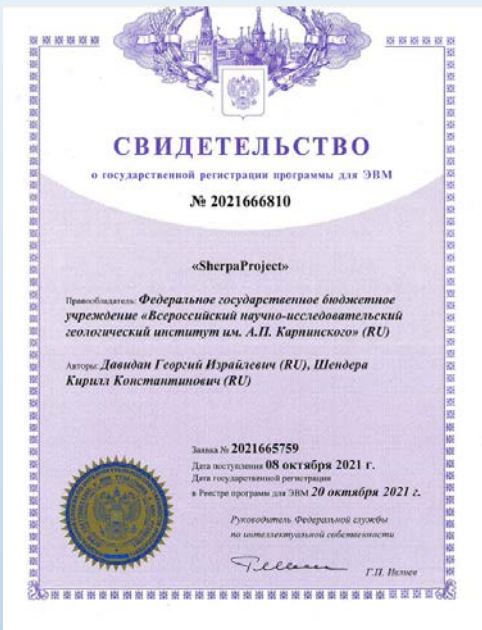 СВИДЕТЕЛЬСТВО
о государственной регистрации программы для ЭВМ
№ 2021666810
«SherpaProject»
Правообладатель: Федеральное государственное бюджетное
учреждение «Всероссийский научно-исследовательский
геологический институт им. А.П. Карпинского» (RU)
Авторы: Давидан Георгий Израйлевич (RU), Шендера
Кирилл Константинович (RU)
Заявка № 2021665759
Дата поступления 08 октября 2021 г.
Дата государственной регистрации
в Реестре программ для ЭВМ 20 октября 2021 г.
Руководитель Федеральной службы
по интеллектуальной собственности
Г.П. Ивлиев